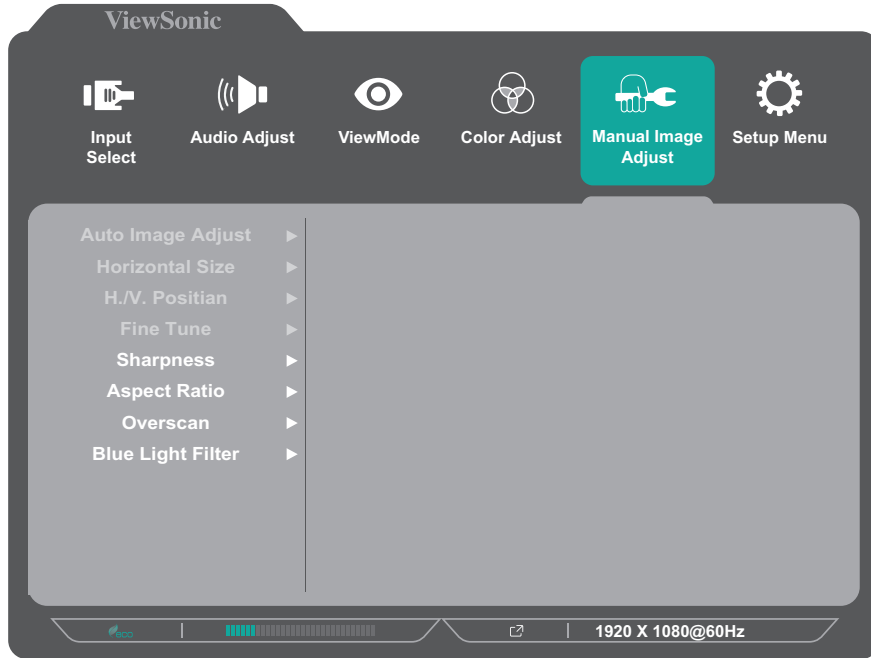 ViewSonic
Input
Select
Audio Adjust
ViewMode
Color Adjust
Manual Image
Adjust
Setup Menu
Auto Image Adjust
Horizontal Size
H./V. Positian
Fine Tune
Sharpness
Aspect Ratio
Overscan
Blue Light Filter
eco
1920 X 1080@60Hz